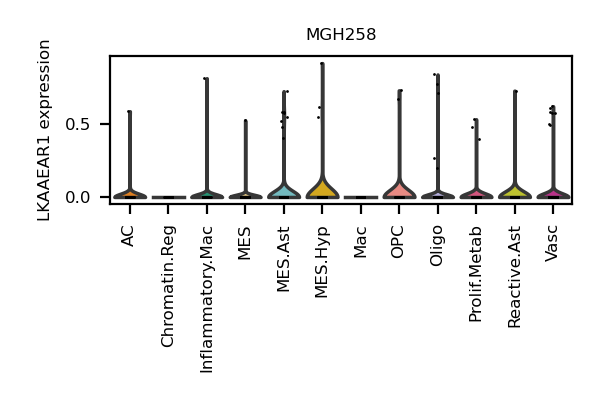 MGH258
LKAAEAR1 expression
0.5
0.0
AC
Chromatin.Reg
Inflammatory.Mac
MES
MES.Ast
MES.Hyp
Mac
OPC
Oligo
Prolif.Metab
Reactive.Ast
Vasc